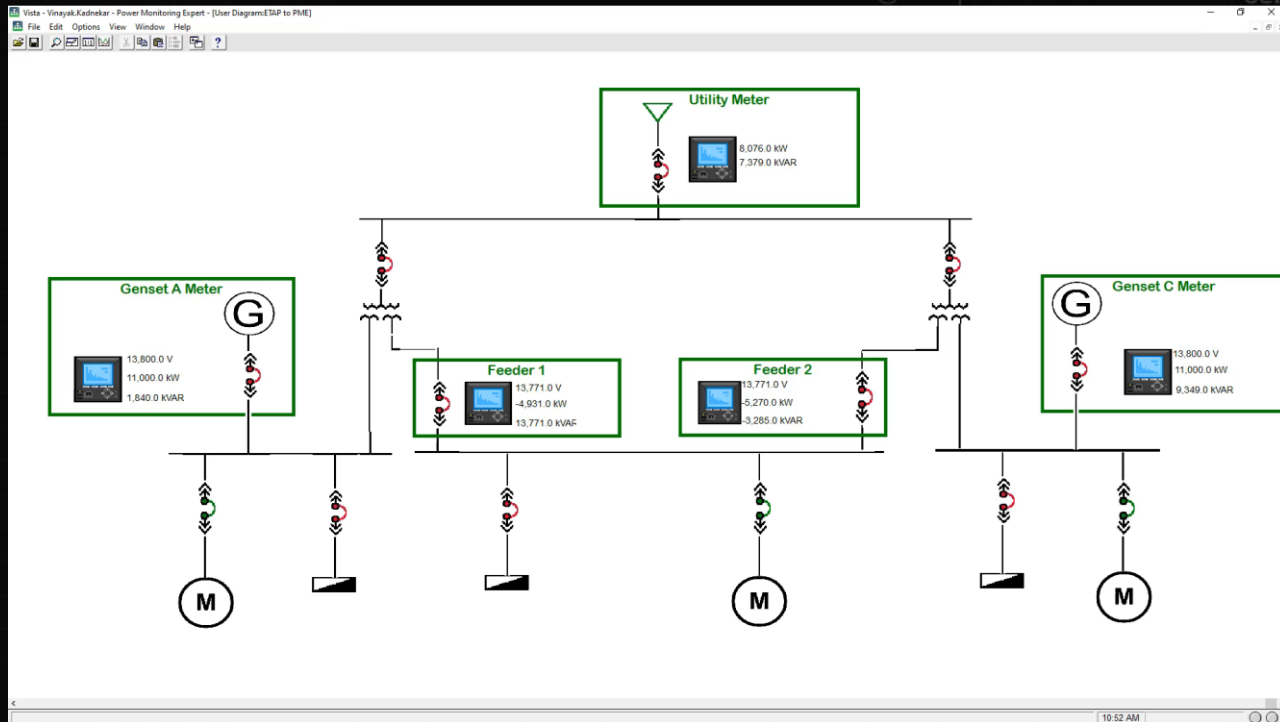 Vista - Vinayak.Kadnekar - Power Monitoring Expert - [User Diagram:ETAP to PME]
File Edit Options View Window Help
?
Utility Meter
8,076.0 kW
7,379.0 kVAR
Genset A Meter
G
13,800.0 V
11,000.0 kW
1,840.0 kVAR
Feeder 1
13,771.0 V
-4,931.0 kW
13,771.0 kVAR
Feeder 2
13,771.0 V
-5,270.0 kW
-3,285.0 kVAR
Genset C Meter
G
13,800.0 V
11,000.0 kW
9,349.0 kVAR
M
M
M
10:52 AM